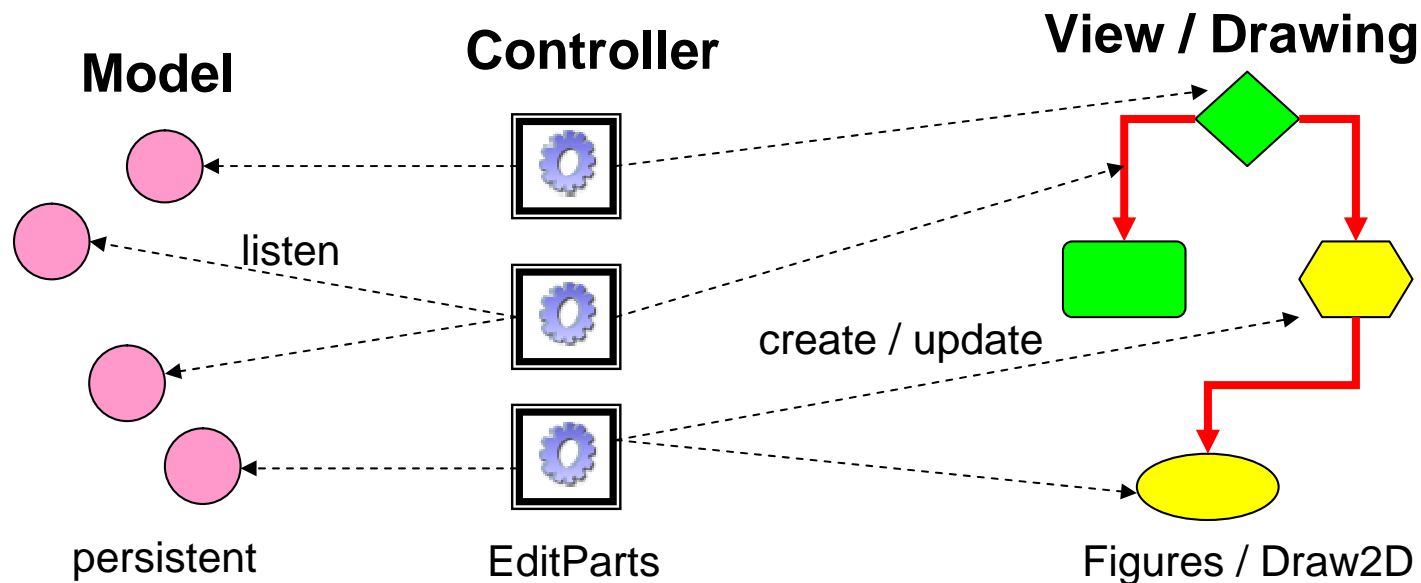 Model
Controller
View / Drawing
listen
create / update
persistent
EditParts
Figures / Draw2D